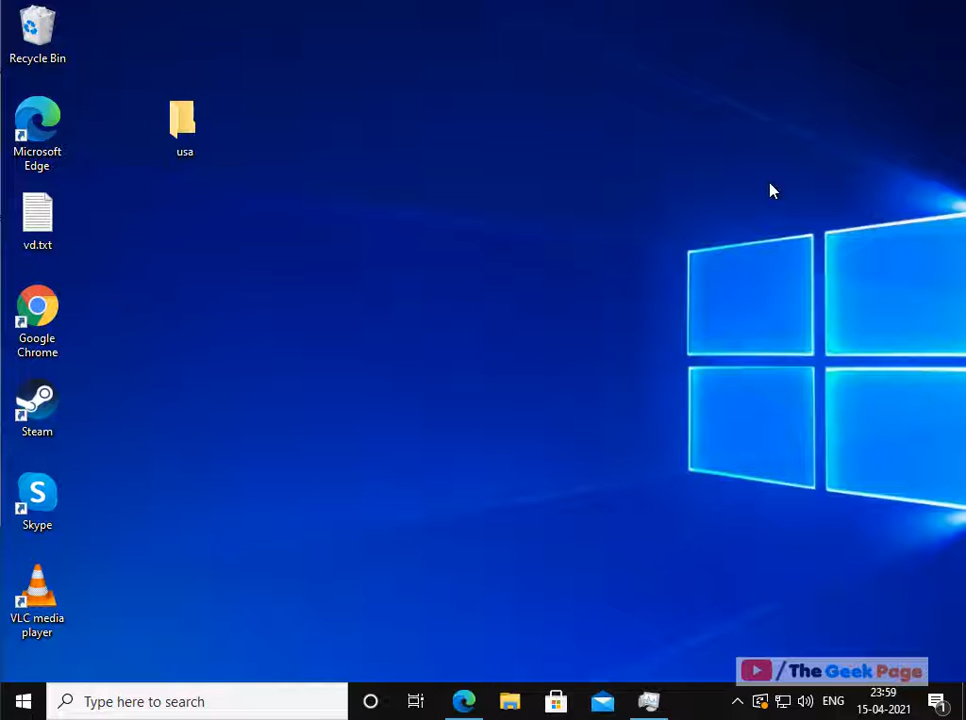 Recycle Bin
Microsoft
Edge
usa
vd.txt
Google
Chrome
Steam
S
Skype
VLC media
player
/The Geek Page
Type here to search
ENG
23:59
15-04-2021
1